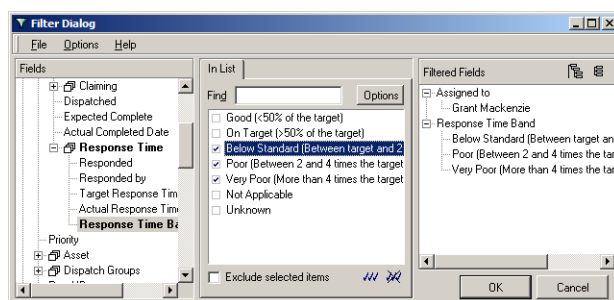 Filter Dialog
File Options Help
Fields
Claiming
Dispatched
Expected Complete
Actual Completed Date
Response Time
Responded
Responded by
Target Response Tim
Actual Response Time
Response Time Ba
Priority
Asset
Dispatch Groups
In List
Find
Options
Good (<50% of the target)
On Target (>50% of the target)
Below Standard (Between target and 2
Poor (Between 2 and 4 times the target
Very Poor (More than 4 times the target
Not Applicable
Unknown
Exclude selected items
Filtered Fields
Assigned to
Grant Mackenzie
Response Time Band
Below Standard (Between target an
Poor (Between 2 and 4 times the tar
Very Poor (More than 4 times the ta
OK Cancel